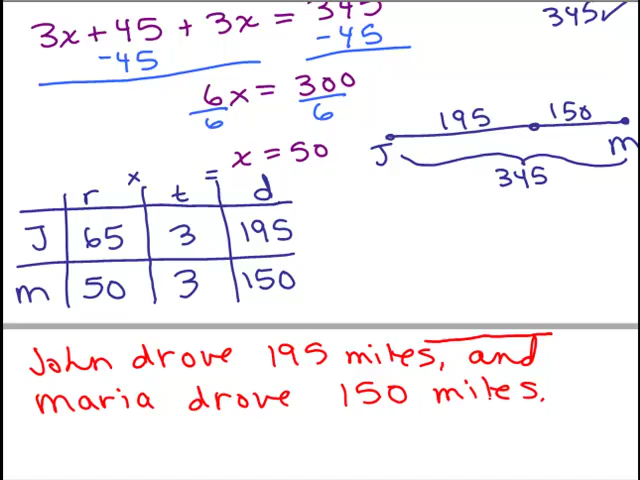 3x + 45 + 3x = 345
345✓
-45 -45
6x = 300
6 6
195 150
x = 50
J m
345
r × t = d
J 65 3 195
m 50 3 150
John drove 195 miles, and
maria drove 150 miles.